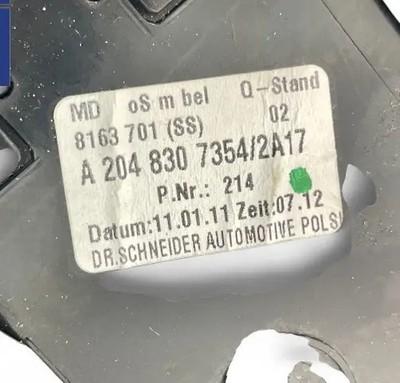 MD oS m bel Q-Stand
8163 701 (SS) 02
A 204 830 7354/2A17
P.Nr.: 214
Datum:11.01.11 Zeit:07.12
DR.SCHNEIDER AUTOMOTIVE POLS